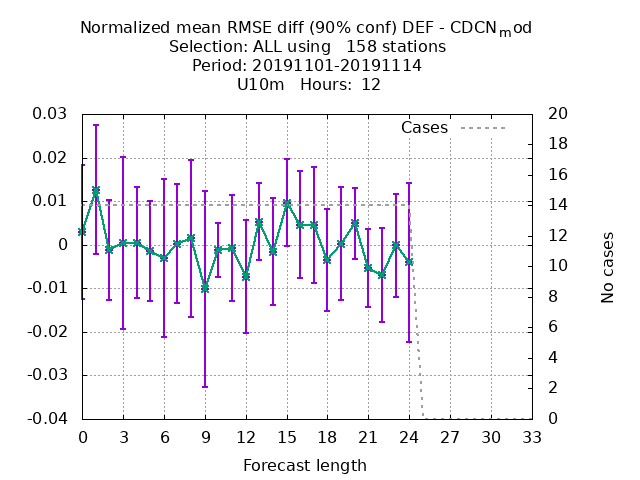 Normalized mean RMSE diff (90% conf) DEF - CDCNmod
Selection: ALL using   158 stations
Period: 20191101-20191114
U10m   Hours:  12
Cases
0.03
0.02
0.01
0
-0.01
-0.02
-0.03
-0.04
20
18
16
14
12
10
8
6
4
2
0
No cases
0 3 6 9 12 15 18 21 24 27 30 33
Forecast length